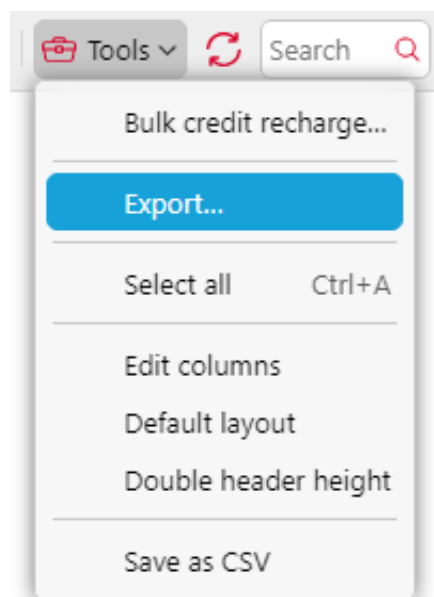 Tools
Search
Bulk credit recharge...
Export...
Select all Ctrl+A
Edit columns
Default layout
Double header height
Save as CSV